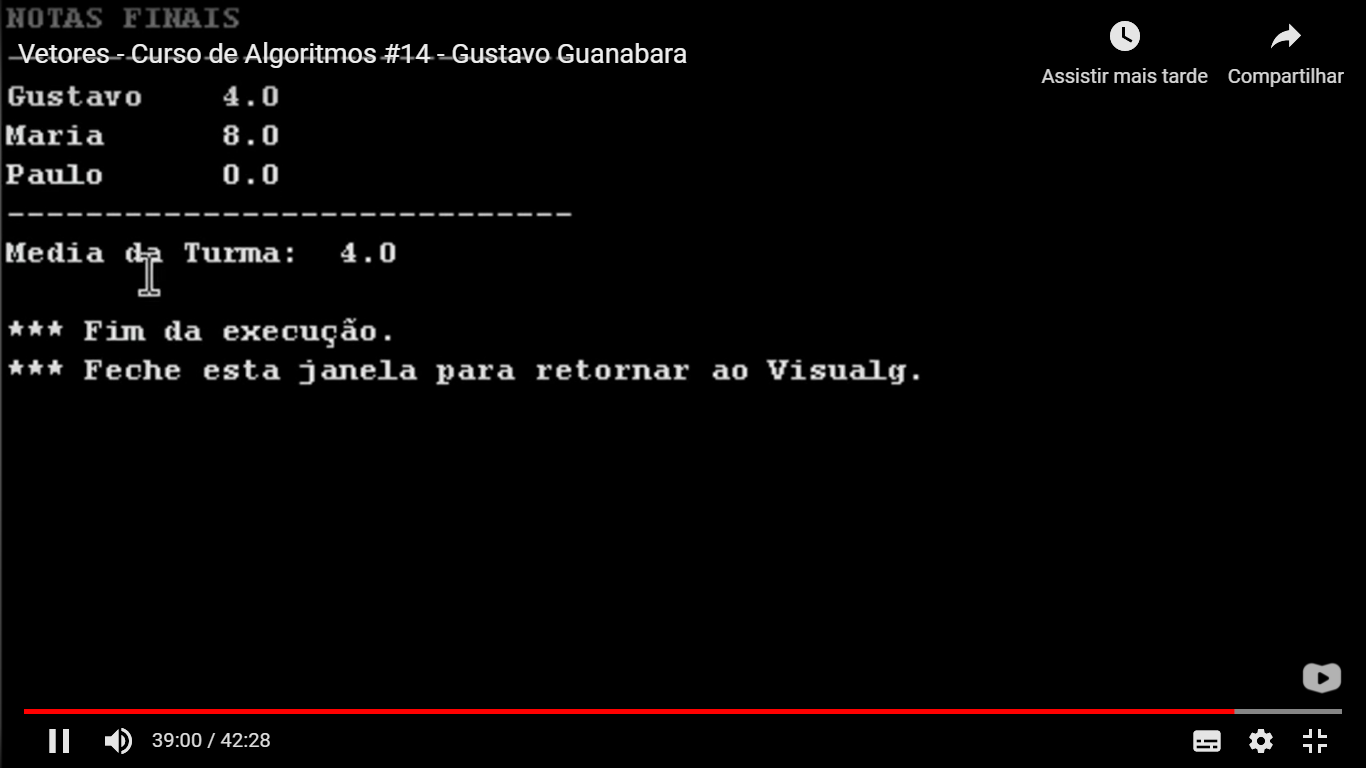 NOTAS FINAIS
Vetores - Curso de Algoritmos #14 - Gustavo Guanabara
Assistir mais tarde
Compartilhar
------------------------------
Gustavo 4.0
Maria 8.0
Paulo 0.0
-----------------------------
Media da Turma: 4.0
*** Fim da execução.
*** Feche esta janela para retornar ao Visualg.
39:00 / 42:28